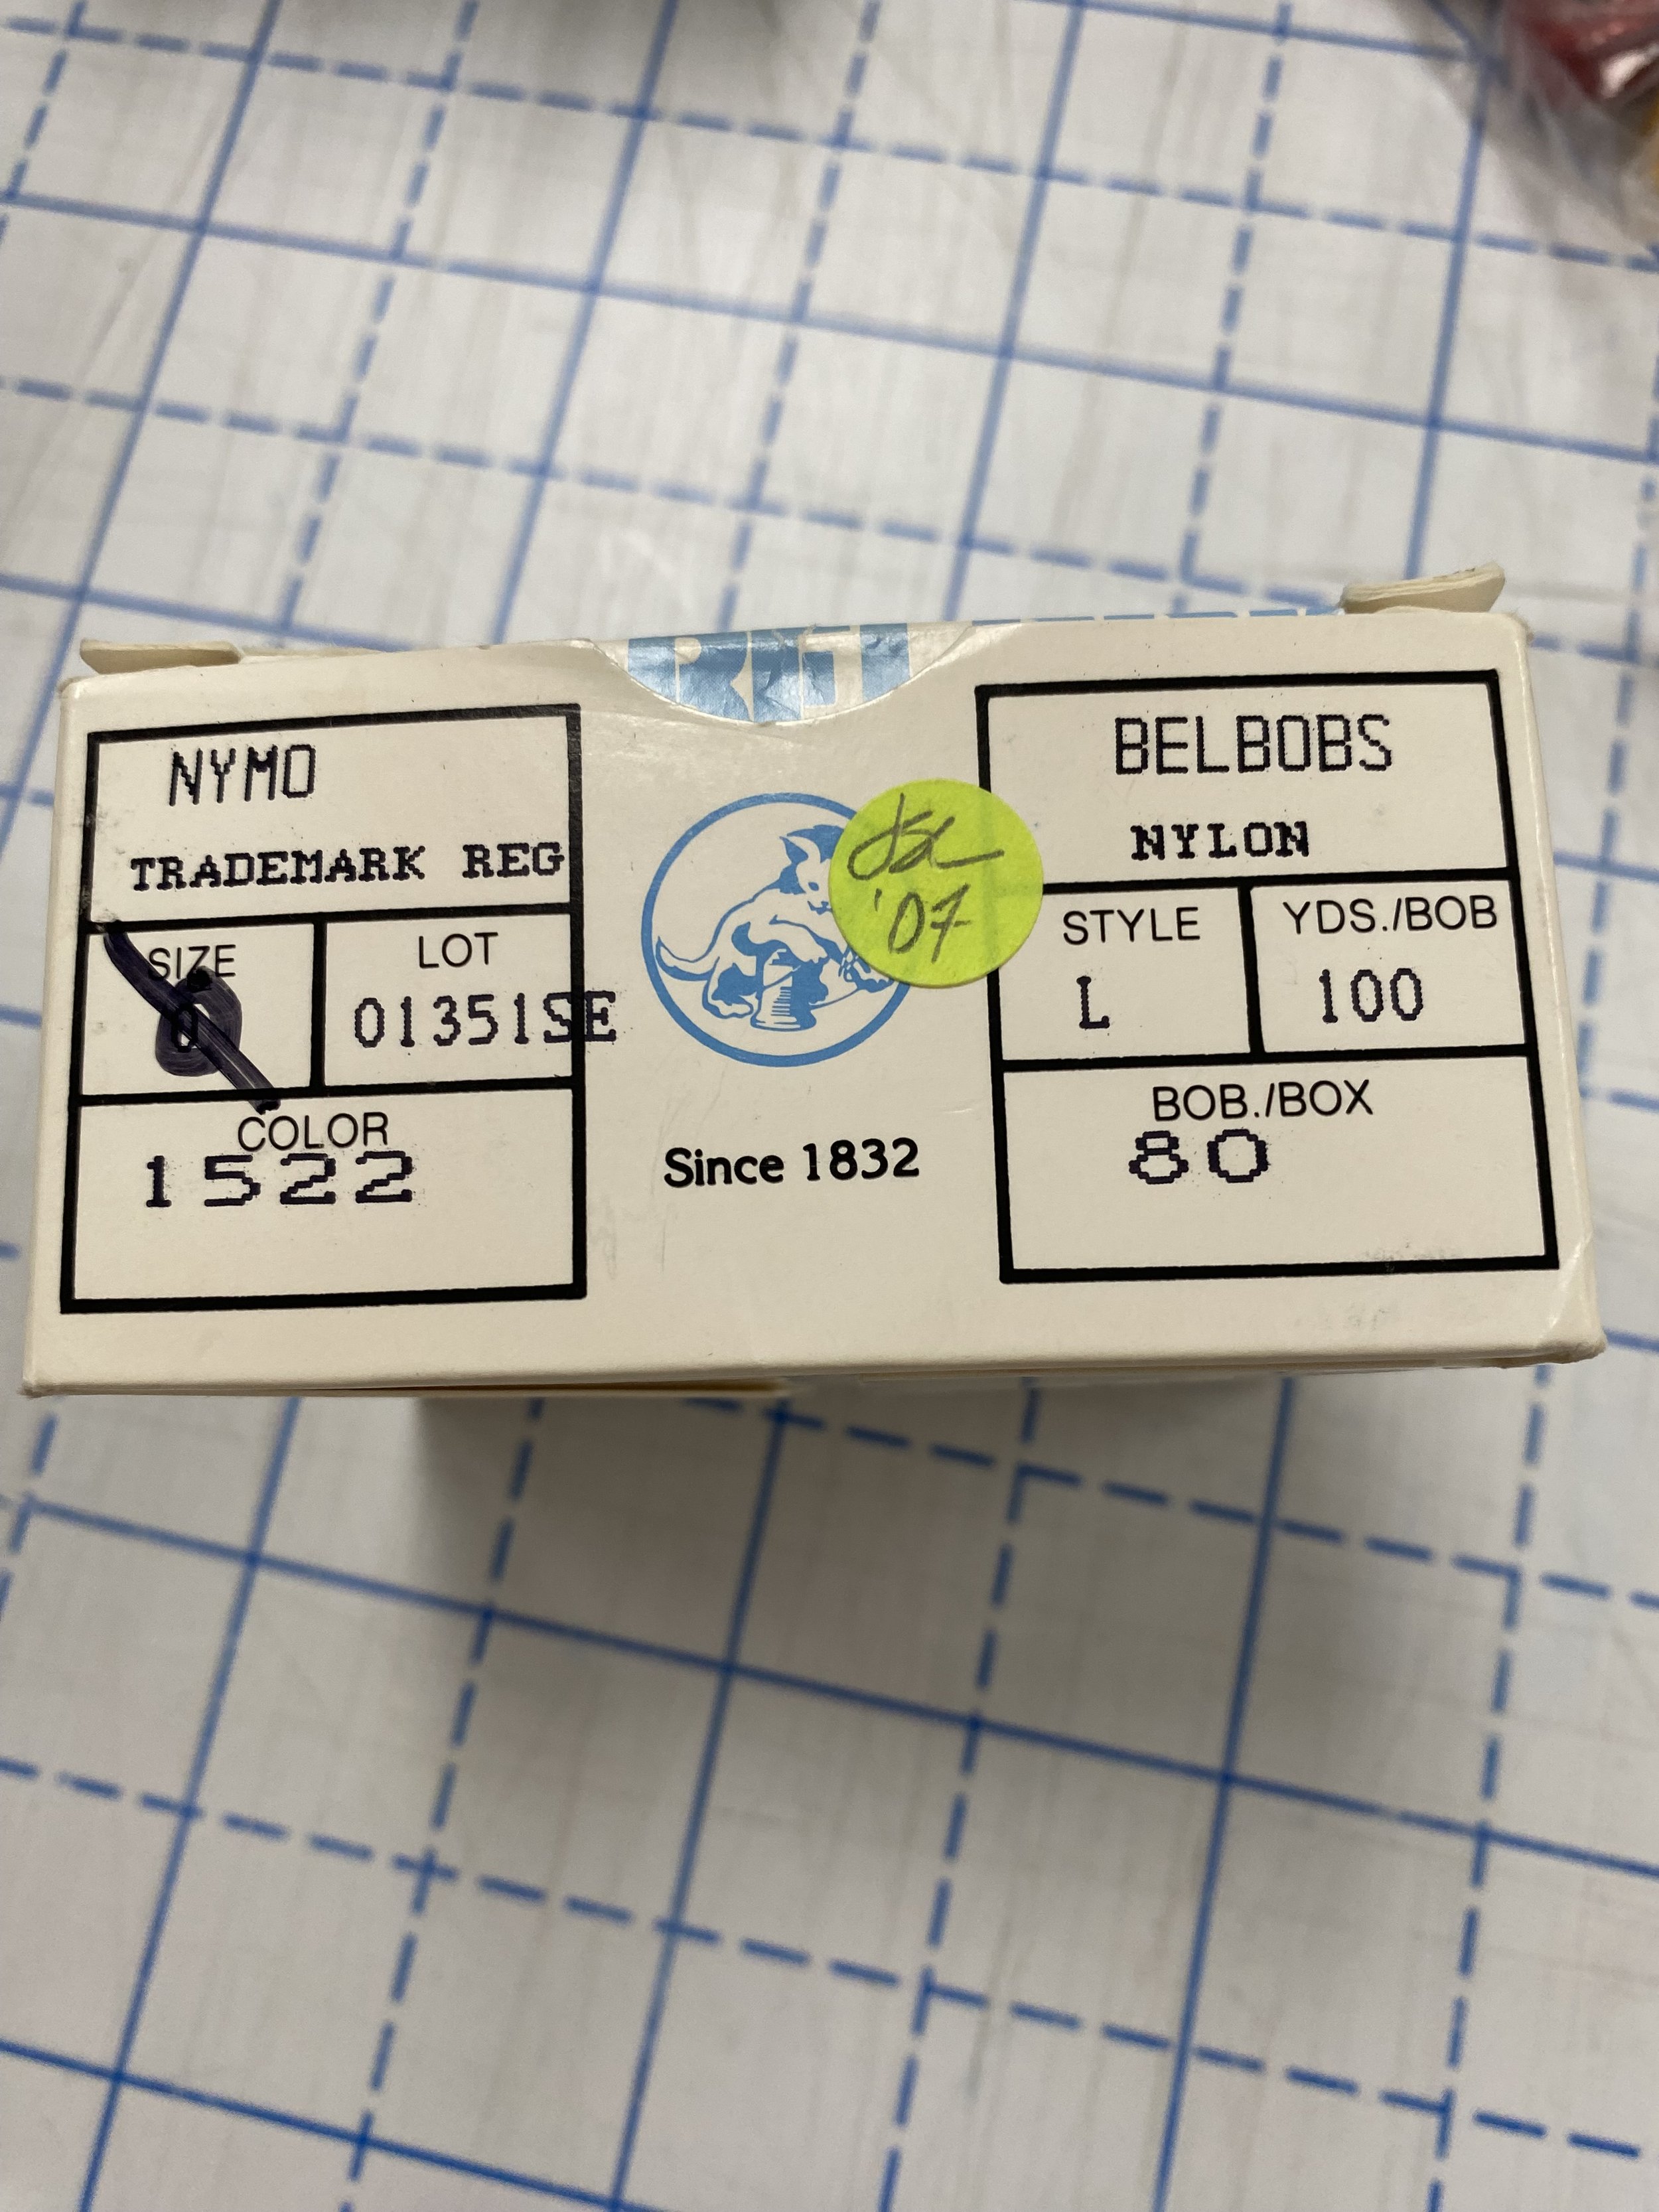 NYMO
TRADEMARK REG
SIZE
0
LOT
01351SE
COLOR
1522
'07
Since 1832
BELBOBS
NYLON
STYLE
L
YDS./BOB
100
BOB./BOX
80